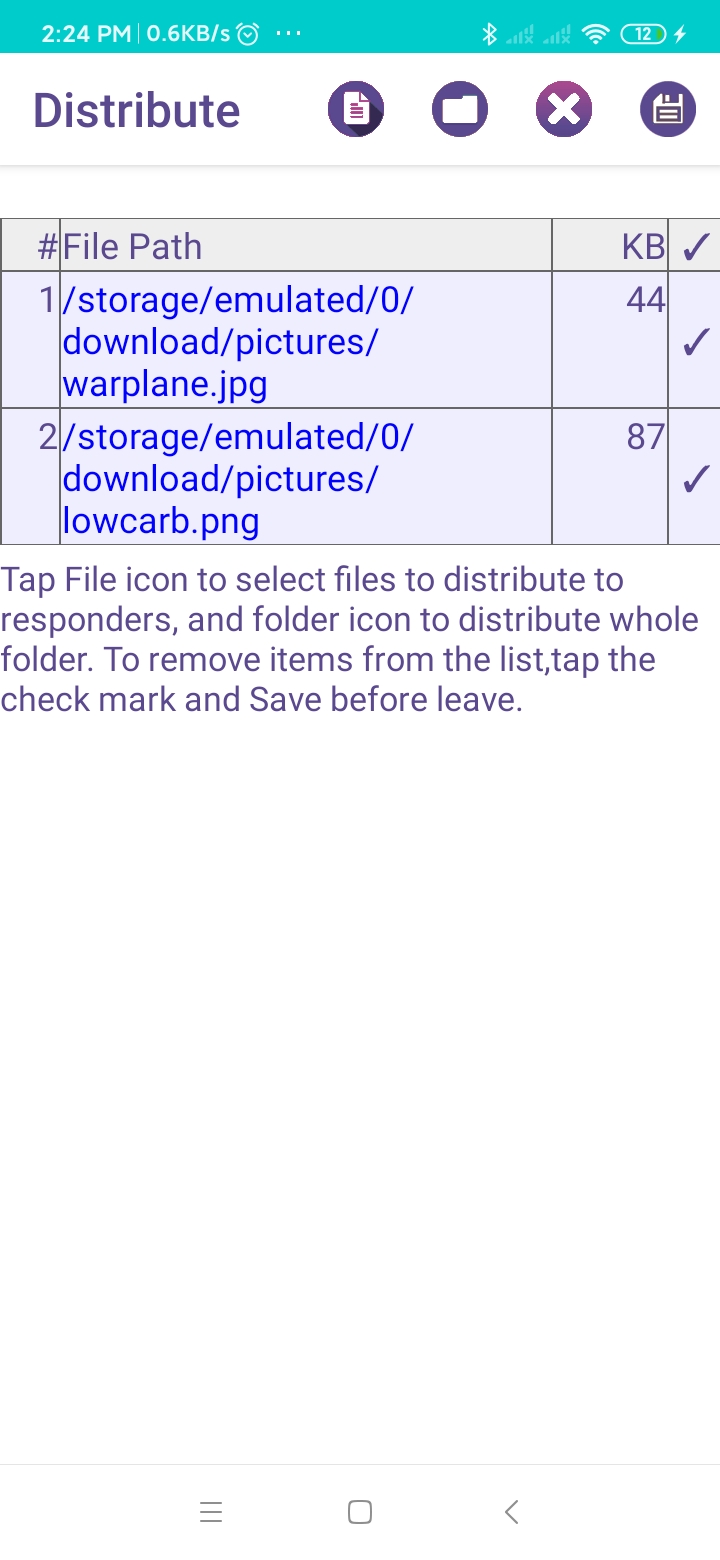 2:24 PM 0.6KB/s ... 12
Distribute
# File Path KB ✓
1 /storage/emulated/0/ 44
download/pictures/ ✓
warplane.jpg
2 /storage/emulated/0/ 87
download/pictures/ ✓
lowcarb.png
Tap File icon to select files to distribute to
responders, and folder icon to distribute whole
folder. To remove items from the list,tap the
check mark and Save before leave.